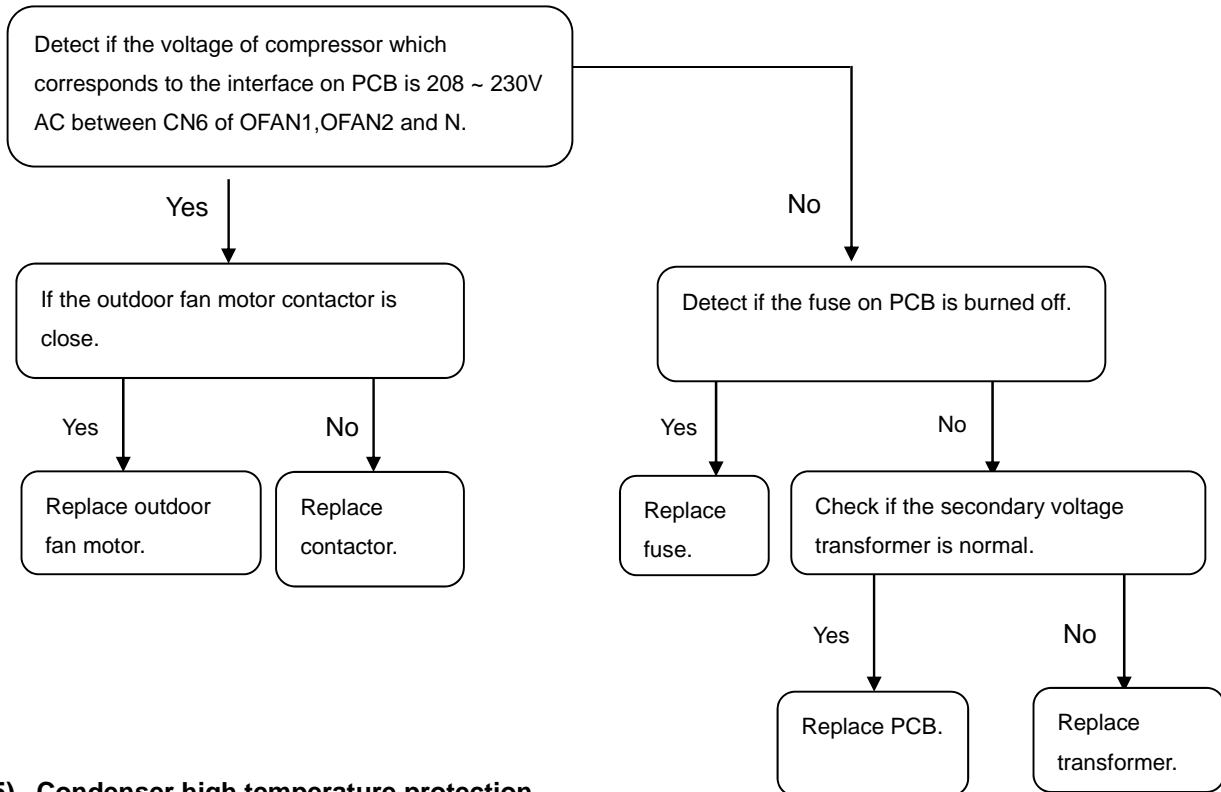 Detect if the voltage of compressor which
corresponds to the interface on PCB is 208 ~ 230V
AC between CN6 of OFAN1,OFAN2 and N.
Yes
No
If the outdoor fan motor contactor is
close.
Detect if the fuse on PCB is burned off.
Yes
No
Yes
No
Replace outdoor
fan motor.
Replace
contactor.
Replace
fuse.
Check if the secondary voltage
transformer is normal.
Yes
No
Replace PCB.
Replace
transformer.
5) Condenser high temperature protection